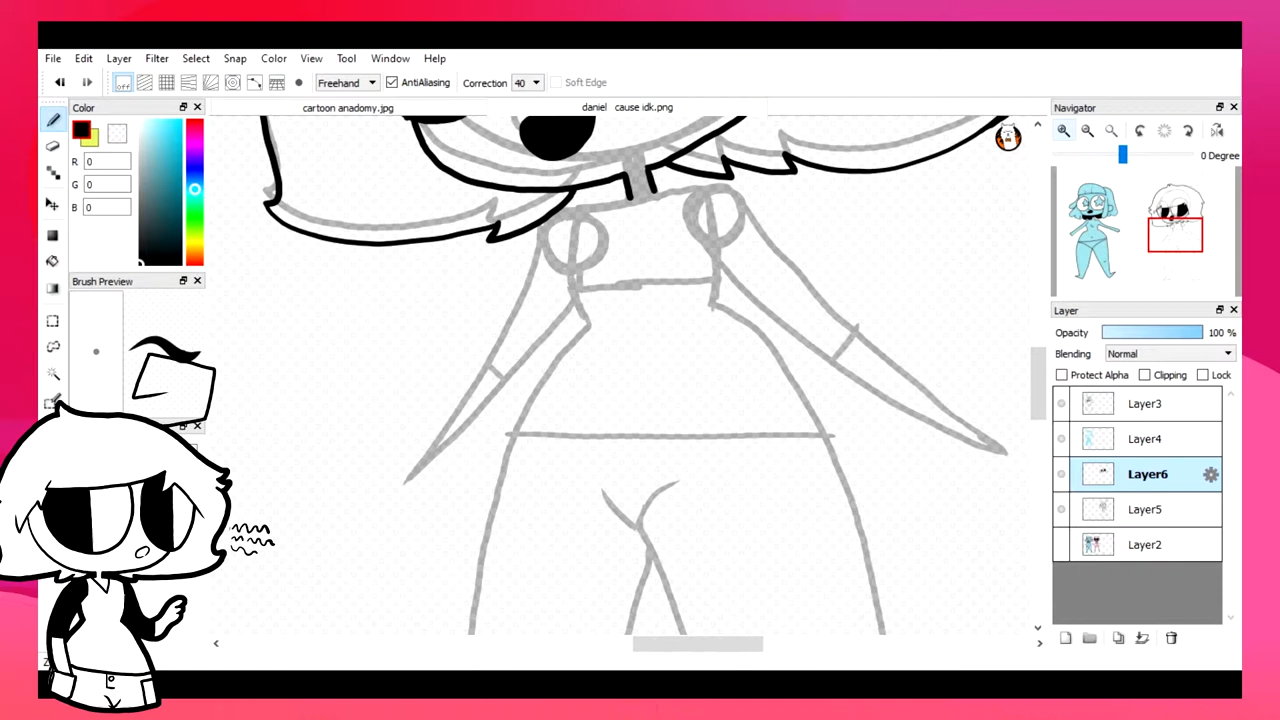 File Edit Layer Filter Select Snap Color View Tool Window Help
off Freehand AntiAliasing Correction 40 Soft Edge
Color
cartoon anadomy.jpg
daniel cause idk.png
Navigator
R 0
G 0
B 0
0 Degree
Brush Preview
Layer
Opacity 100 %
Blending Normal
Protect Alpha Clipping Lock
Layer3
Layer4
Layer6
Layer5
Layer2